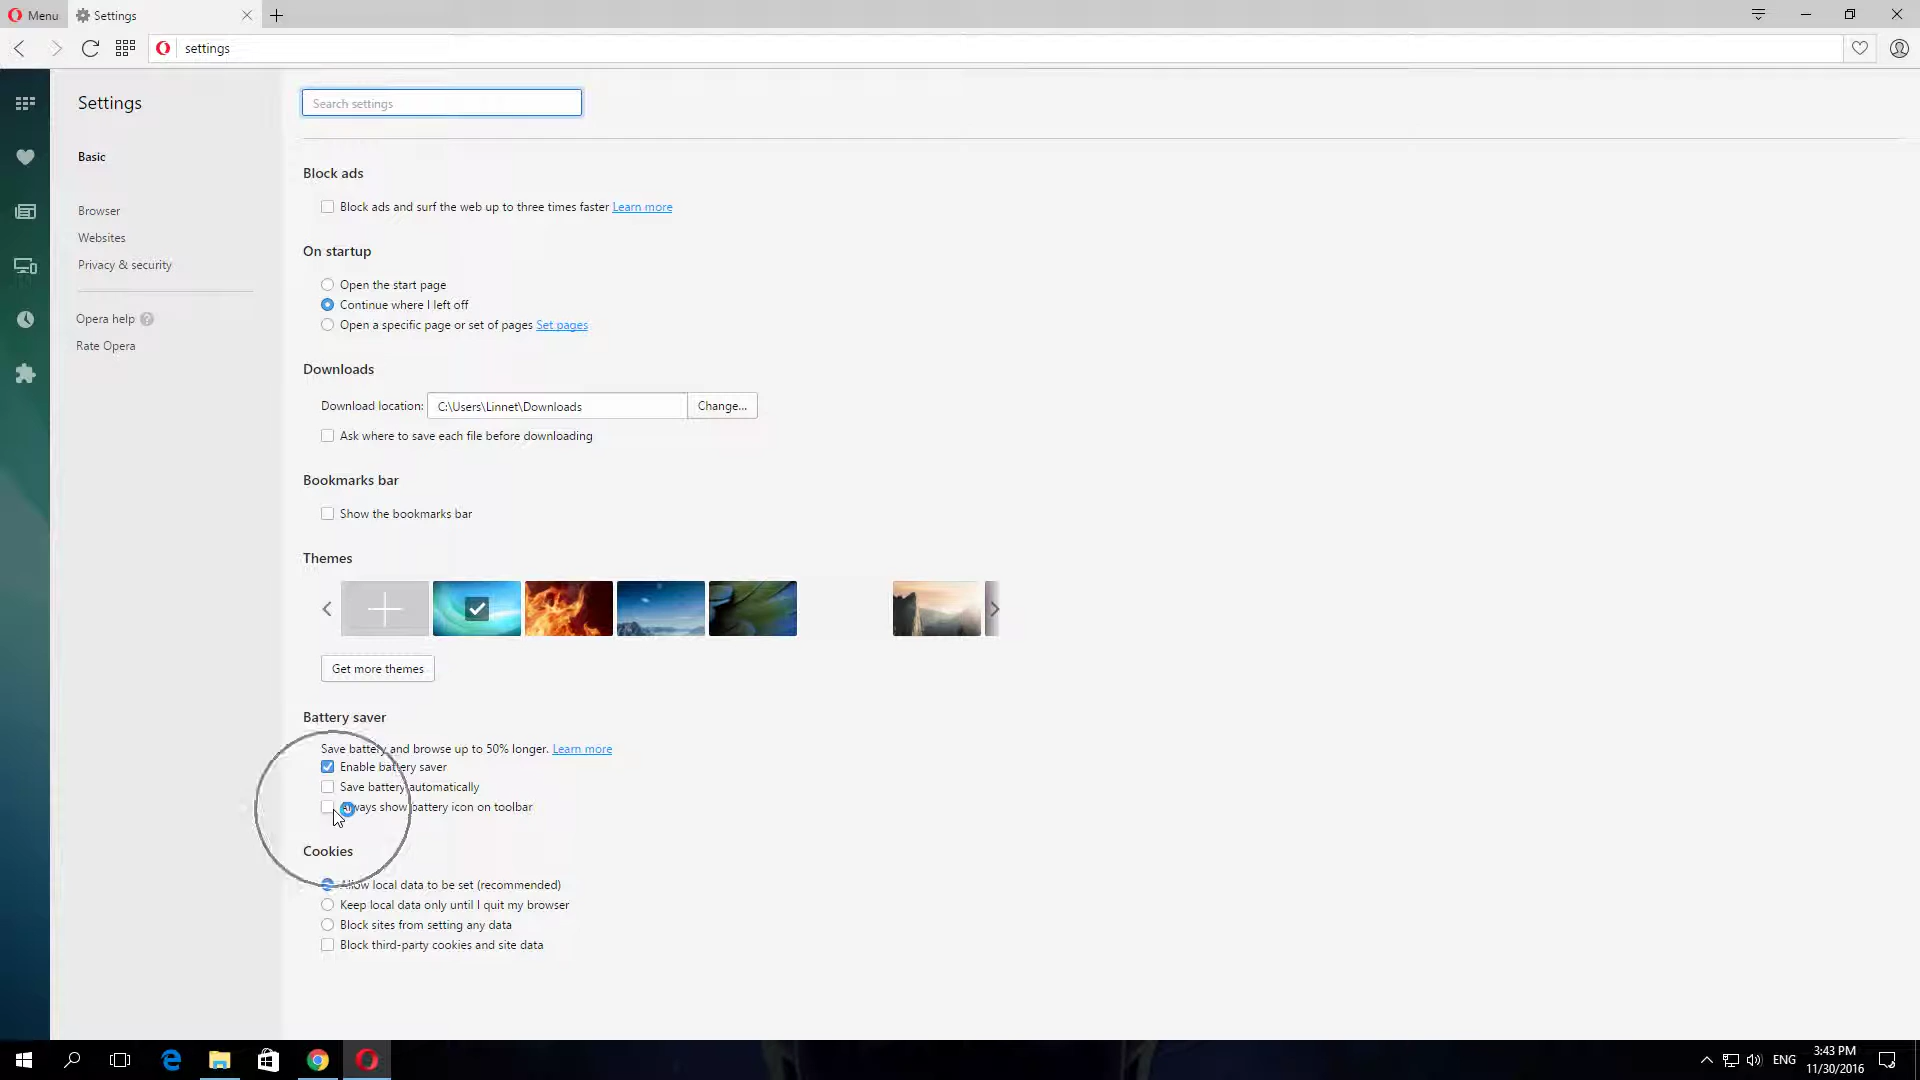 Menu
Settings
settings
Settings
Search settings
Basic
Browser
Websites
Privacy & security
Opera help ?
Rate Opera
Block ads
Block ads and surf the web up to three times faster Learn more
On startup
Open the start page
Continue where I left off
Open a specific page or set of pages Set pages
Downloads
Download location: C:\Users\Linnet\Downloads Change...
Ask where to save each file before downloading
Bookmarks bar
Show the bookmarks bar
Themes
Get more themes
Battery saver
Save battery and browse up to 50% longer. Learn more
Enable battery saver
Save battery automatically
Always show battery icon on toolbar
Cookies
Allow local data to be set (recommended)
Keep local data only until I quit my browser
Block sites from setting any data
Block third-party cookies and site data
ENG
3:43 PM
11/30/2016